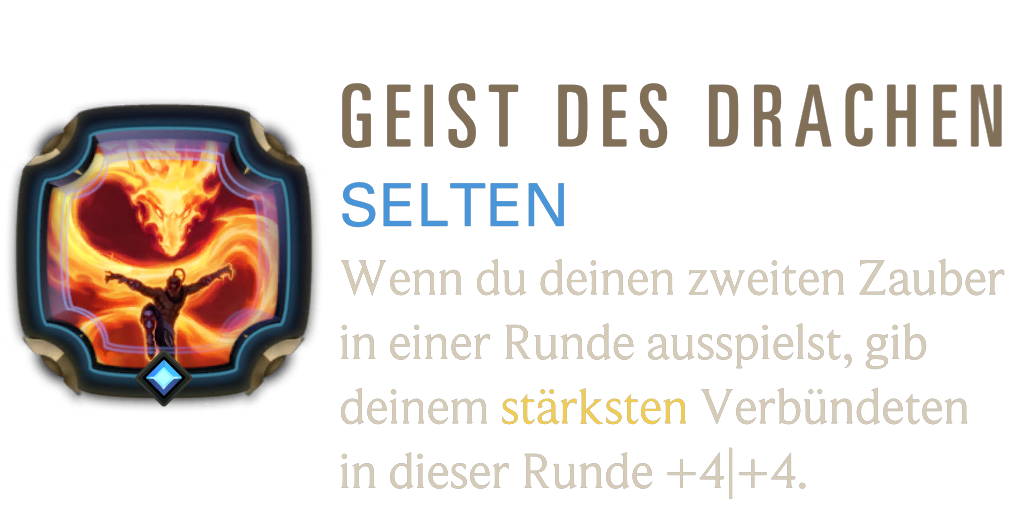 GEIST DES DRACHEN
SELTEN
Wenn du deinen zweiten Zauber
in einer Runde ausspielst, gib
deinem stärksten Verbündeten
in dieser Runde +4|+4.